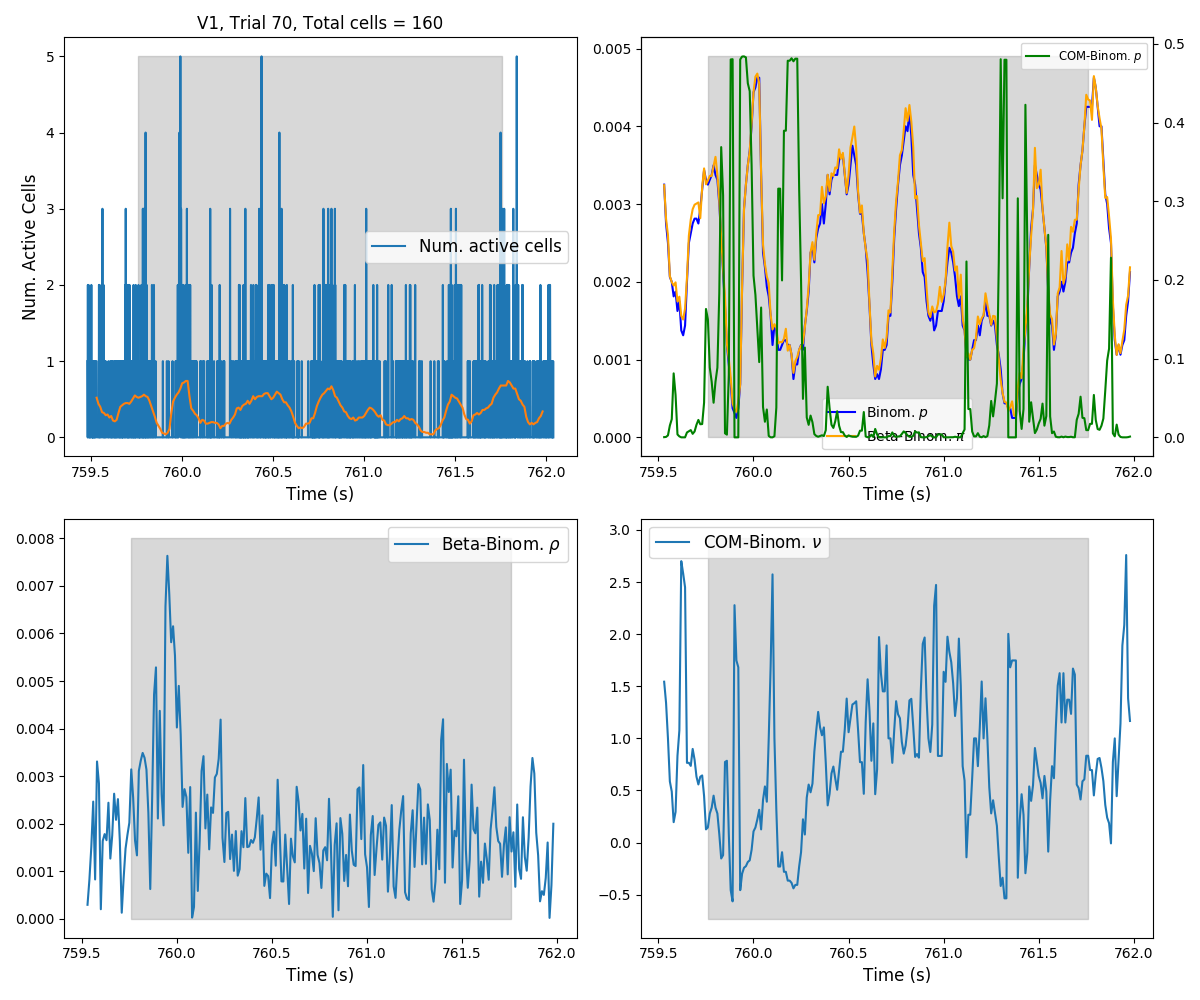 V1, Trial 70, Total cells = 160
5
4
3
2
1
0
Num. Active Cells
Num. active cells
759.5 760.0 760.5 761.0 761.5 762.0
Time (s)
0.005
0.004
0.003
0.002
0.001
0.000
COM-Binom. p
Binom. p
Beta-Binom. π
0.5
0.4
0.3
0.2
0.1
0.0
759.5 760.0 760.5 761.0 761.5 762.0
Time (s)
0.008
0.007
0.006
0.005
0.004
0.003
0.002
0.001
0.000
Beta-Binom. ρ
759.5 760.0 760.5 761.0 761.5 762.0
Time (s)
3.0
2.5
2.0
1.5
1.0
0.5
0.0
−0.5
COM-Binom. ν
759.5 760.0 760.5 761.0 761.5 762.0
Time (s)